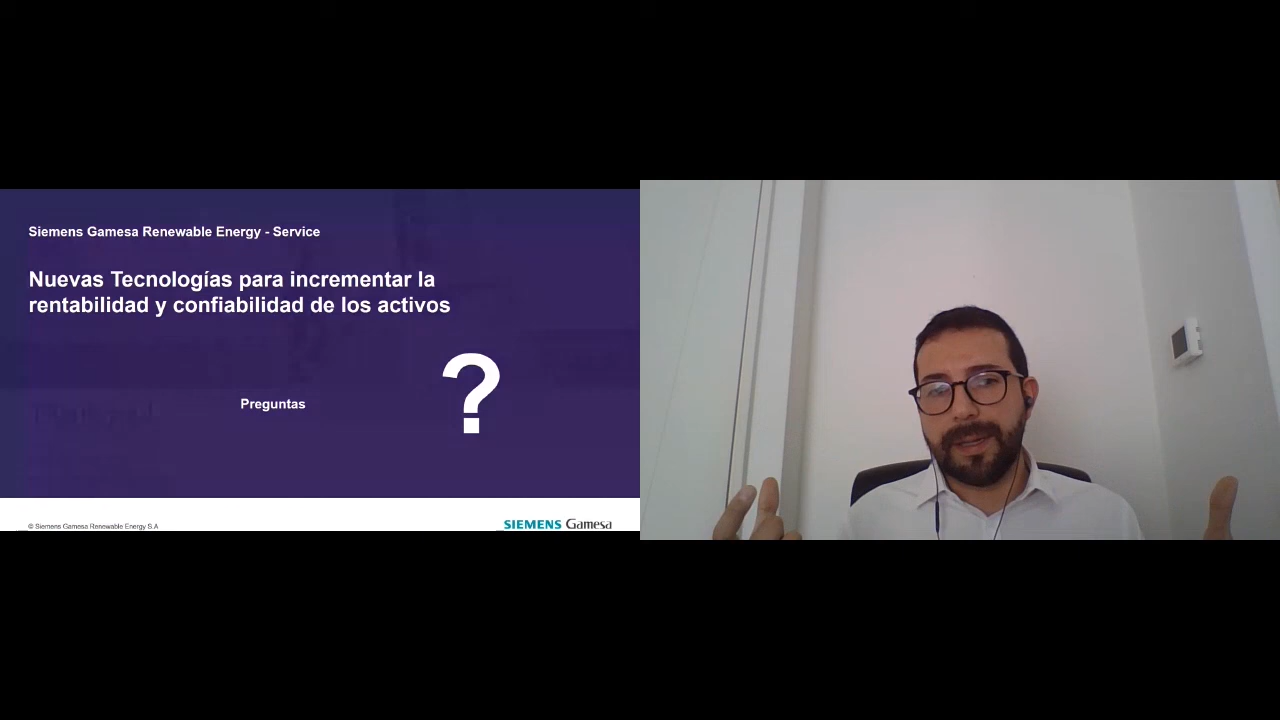 Siemens Gamesa Renewable Energy - Service
Nuevas Tecnologías para incrementar la
rentabilidad y confiabilidad de los activos
Preguntas
?
© Siemens Gamesa Renewable Energy S.A
SIEMENS Gamesa